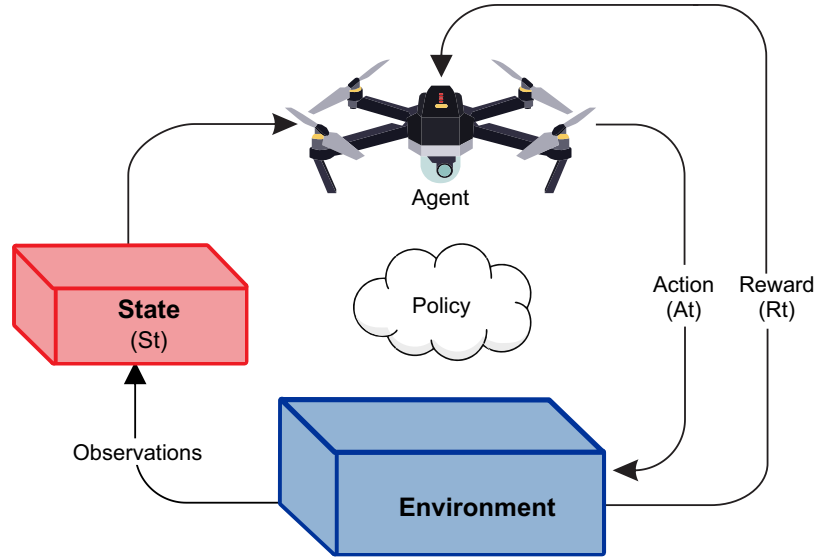 Agent
Policy
Action
(At)
Reward
(Rt)
State
(St)
Observations
Environment